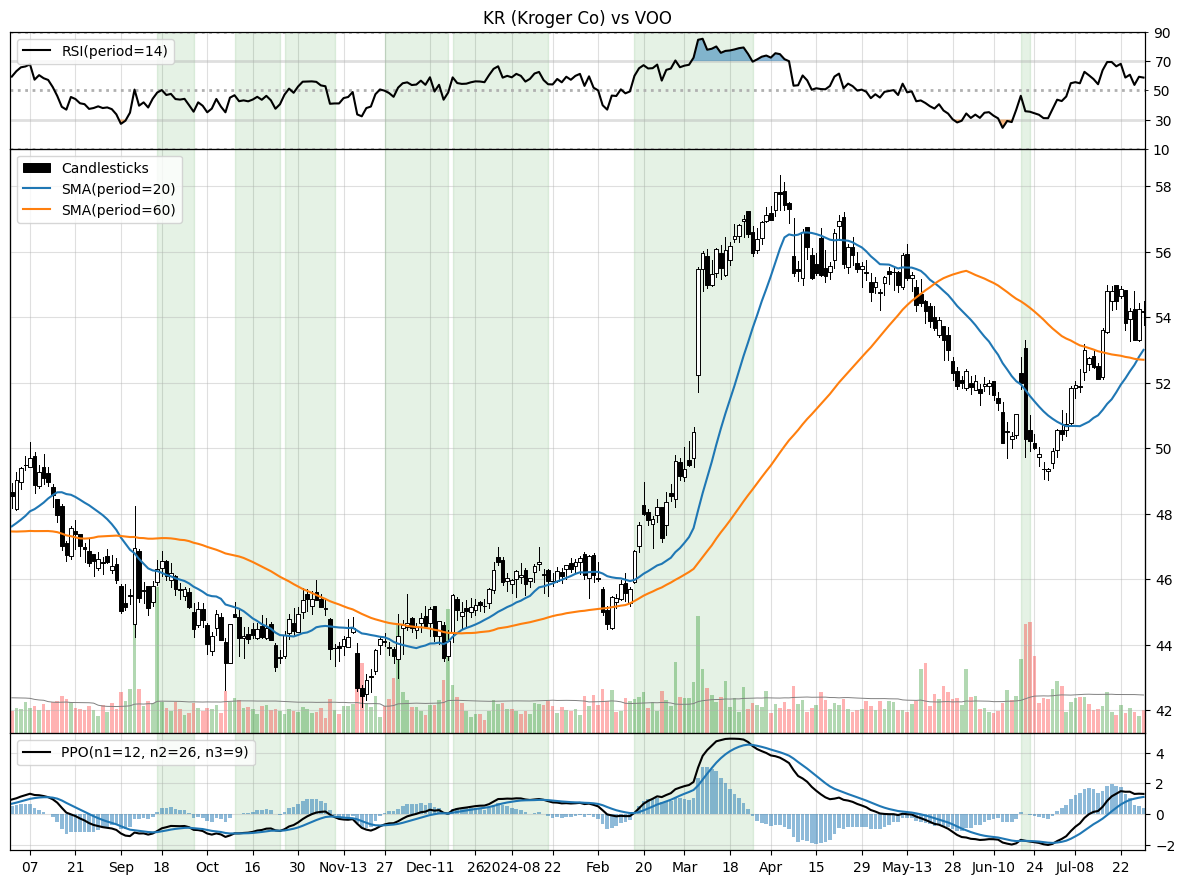 KR (Kroger Co) vs VOO
RSI(period=14)
90
70
50
30
10
Candlesticks
SMA(period=20)
SMA(period=60)
58
56
54
52
50
48
46
44
42
PPO(n1=12, n2=26, n3=9)
4
2
0
−2
07 21 Sep 18 Oct 16 30 Nov-13 27 Dec-11 26 2024-08 22 Feb 20 Mar 18 Apr 15 29 May-13 28 Jun-10 24 Jul-08 22